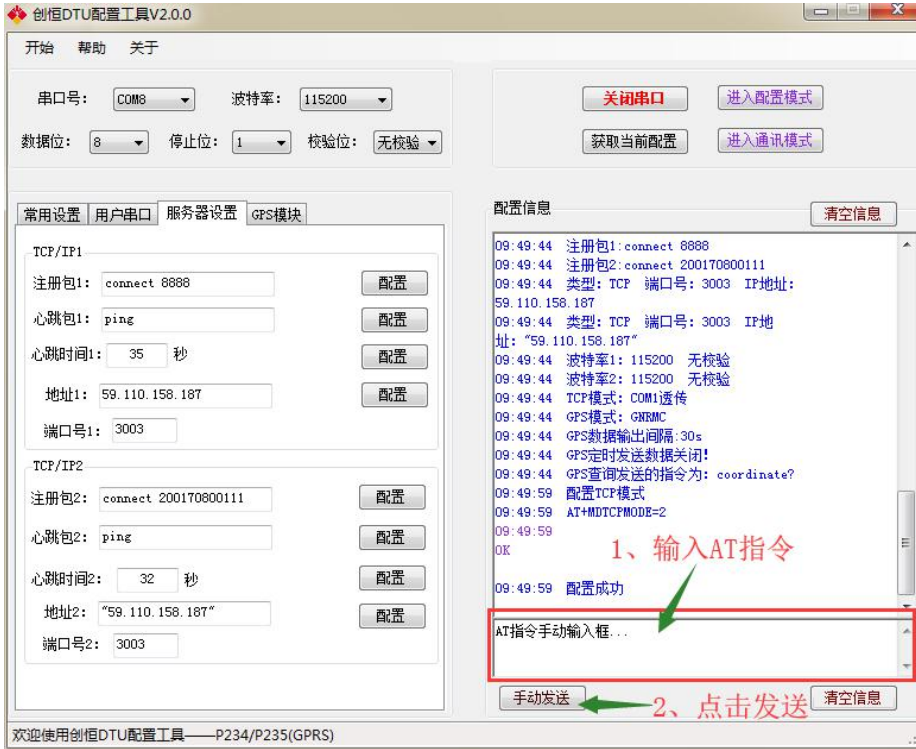 创恒DTU配置工具V2.0.0
开始 帮助 关于
串口号: COM8 波特率: 115200
关闭串口 进入配置模式
数据位: 8 停止位: 1 校验位: 无校验
获取当前配置 进入通讯模式
常用设置 用户串口 服务器设置 GPS模块
TCP/IP1
注册包1: connect 8888 配置
心跳包1: ping 配置
心跳时间1: 35 秒 配置
地址1: 59.110.158.187 配置
端口号1: 3003
TCP/IP2
注册包2: connect 200170800111 配置
心跳包2: ping 配置
心跳时间2: 32 秒 配置
地址2: "59.110.158.187" 配置
端口号2: 3003
配置信息 清空信息
09:49:44 注册包1:connect 8888
09:49:44 注册包2:connect 200170800111
09:49:44 类型: TCP 端口号: 3003 IP地址:
59.110.158.187
09:49:44 类型: TCP 端口号: 3003 IP地
址: "59.110.158.187"
09:49:44 波特率1: 115200 无校验
09:49:44 波特率2: 115200 无校验
09:49:44 TCP模式: COM1透传
09:49:44 GPS模式: GNRMC
09:49:44 GPS数据输出间隔:30s
09:49:44 GPS定时发送数据关闭!
09:49:44 GPS查询发送的指令为: coordinate?
09:49:59 配置TCP模式
09:49:59 AT+MDTCPMODE=2
09:49:59
OK
09:49:59 配置成功
1、输入AT指令
AT指令手动输入框...
手动发送 2、点击发送 清空信息
欢迎使用创恒DTU配置工具——P234/P235(GPRS)